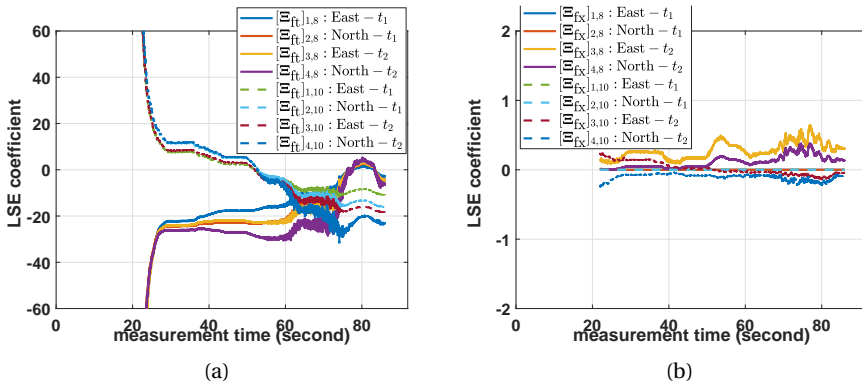 [Ξft]1,8 : East − t1
[Ξft]2,8 : North − t1
[Ξft]3,8 : East − t2
[Ξft]4,8 : North − t2
[Ξft]1,10 : East − t1
[Ξft]2,10 : North − t1
[Ξft]3,10 : East − t2
[Ξft]4,10 : North − t2
60
40
20
0
-20
-40
-60
LSE coefficient
0 20 40 60 80
measurement time (second)
(a)
[Ξfx]1,8 : East − t1
[Ξfx]2,8 : North − t1
[Ξfx]3,8 : East − t2
[Ξfx]4,8 : North − t2
[Ξfx]1,10 : East − t1
[Ξfx]2,10 : North − t1
[Ξfx]3,10 : East − t2
[Ξfx]4,10 : North − t2
2
1
0
-1
-2
LSE coefficient
0 20 40 60 80
measurement time (second)
(b)